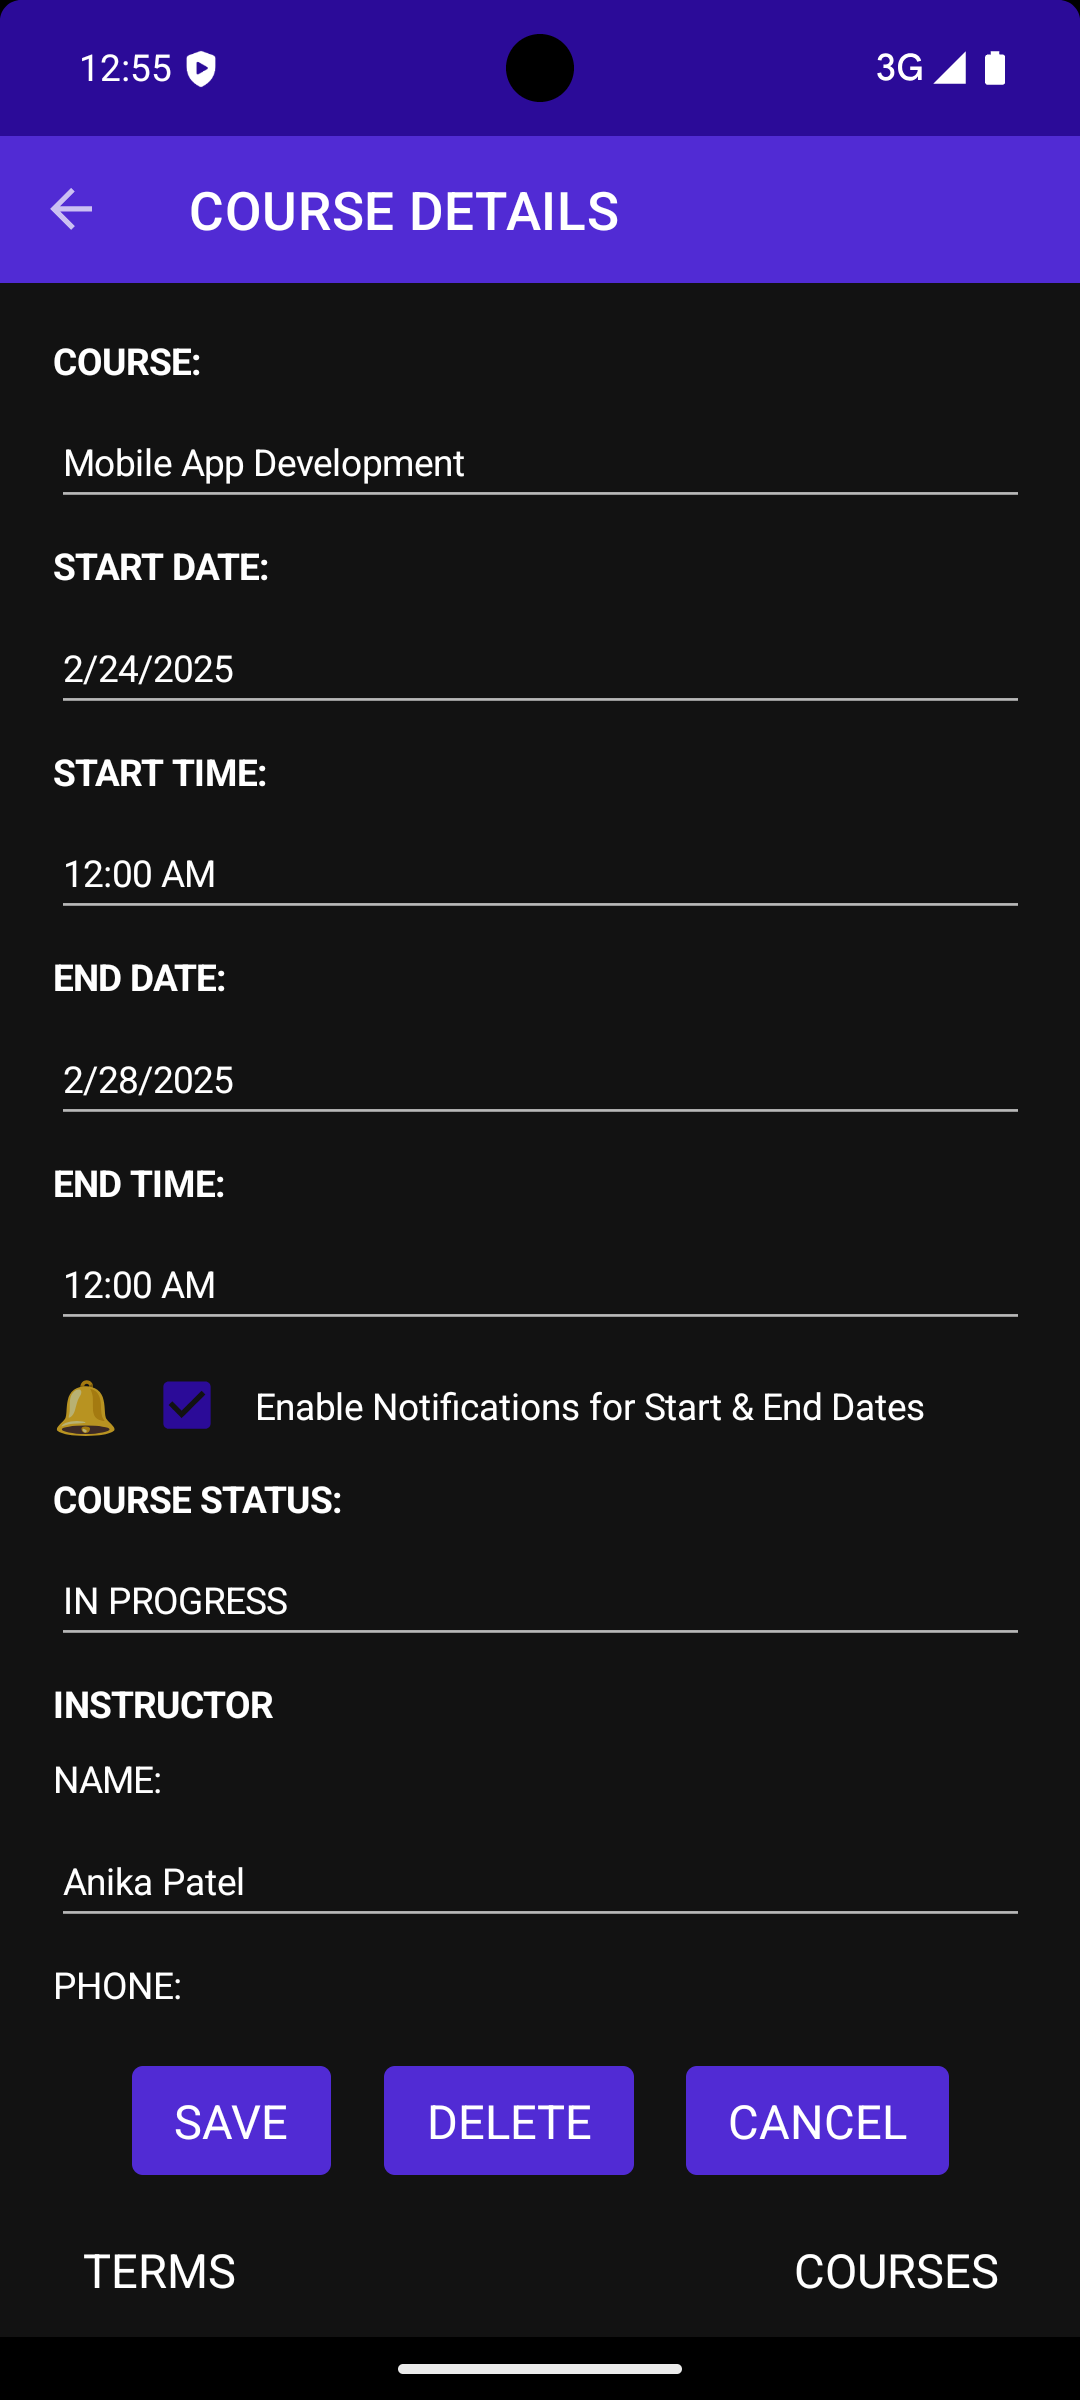 12:55
3G
COURSE DETAILS
COURSE:
Mobile App Development
START DATE:
2/24/2025
START TIME:
12:00 AM
END DATE:
2/28/2025
END TIME:
12:00 AM
Enable Notifications for Start & End Dates
COURSE STATUS:
IN PROGRESS
INSTRUCTOR
NAME:
Anika Patel
PHONE:
SAVE DELETE CANCEL
TERMS COURSES